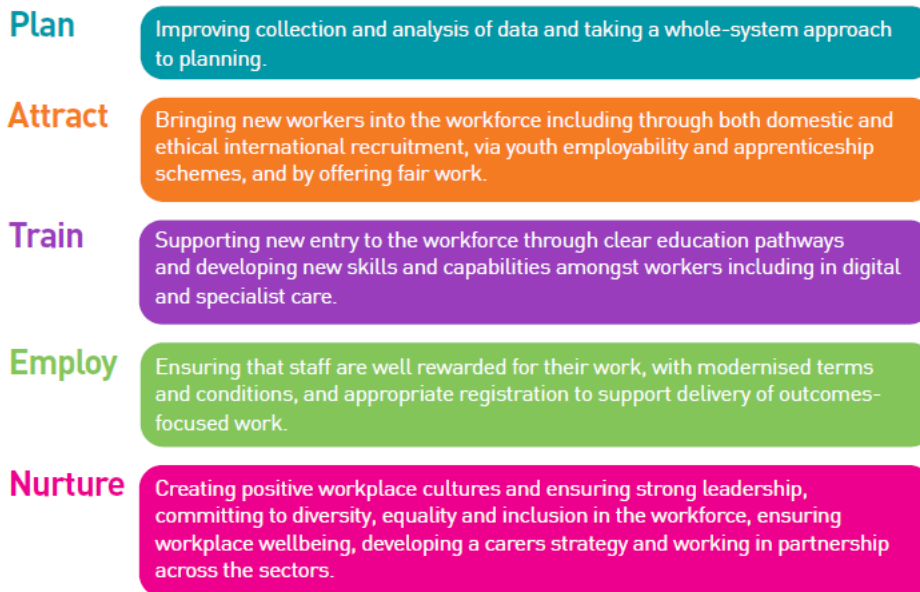 Plan
Improving collection and analysis of data and taking a whole-system approach
to planning.
Attract
Bringing new workers into the workforce including through both domestic and
ethical international recruitment, via youth employability and apprenticeship
schemes, and by offering fair work.
Train
Supporting new entry to the workforce through clear education pathways
and developing new skills and capabilities amongst workers including in digital
and specialist care.
Employ
Ensuring that staff are well rewarded for their work, with modernised terms
and conditions, and appropriate registration to support delivery of outcomes-
focused work.
Nurture
Creating positive workplace cultures and ensuring strong leadership,
committing to diversity, equality and inclusion in the workforce, ensuring
workplace wellbeing, developing a carers strategy and working in partnership
across the sectors.